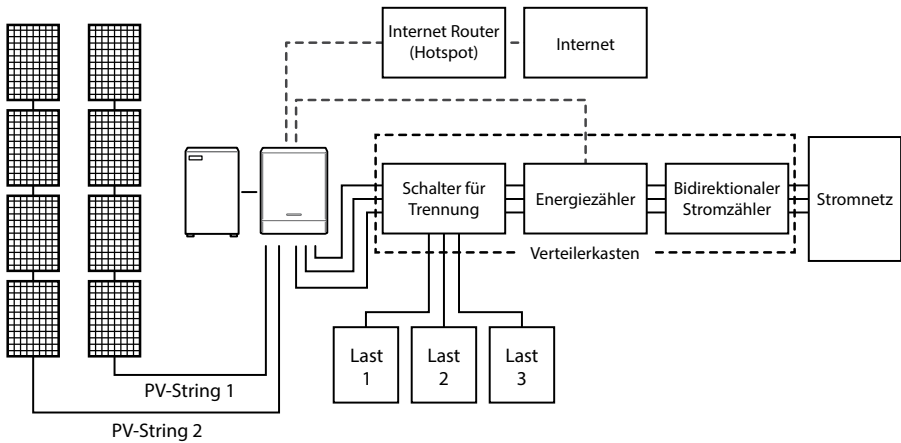 Internet Router
(Hotspot)
Internet
Schalter für
Trennung
Energiezähler
Bidirektionaler
Stromzähler
Stromnetz
Verteilerkasten
Last
1
Last
2
Last
3
PV-String 1
PV-String 2